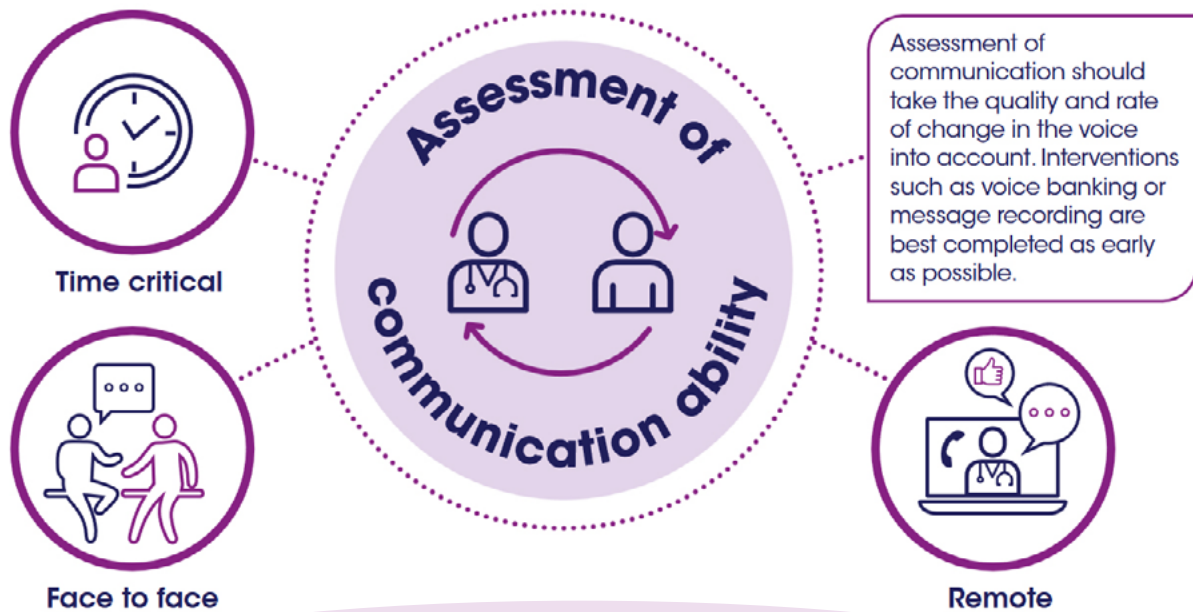 Assessment of
communication ability
Time critical
Assessment of
communication should
take the quality and rate
of change in the voice
into account. Interventions
such as voice banking or
message recording are
best completed as early
as possible.
Face to face
Remote